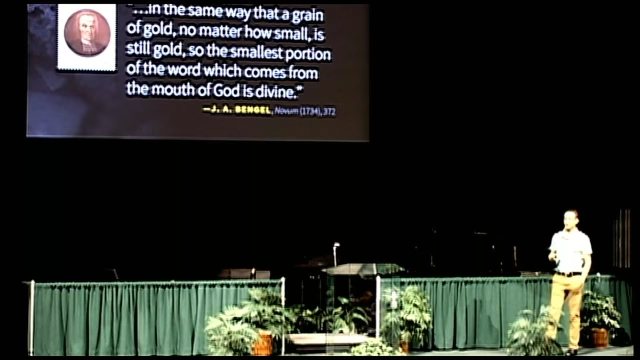 "...in the same way that a grain
of gold, no matter how small, is
still gold, so the smallest portion
of the word which comes from
the mouth of God is divine."
—J. A. BENGEL, Novum (1734), 372